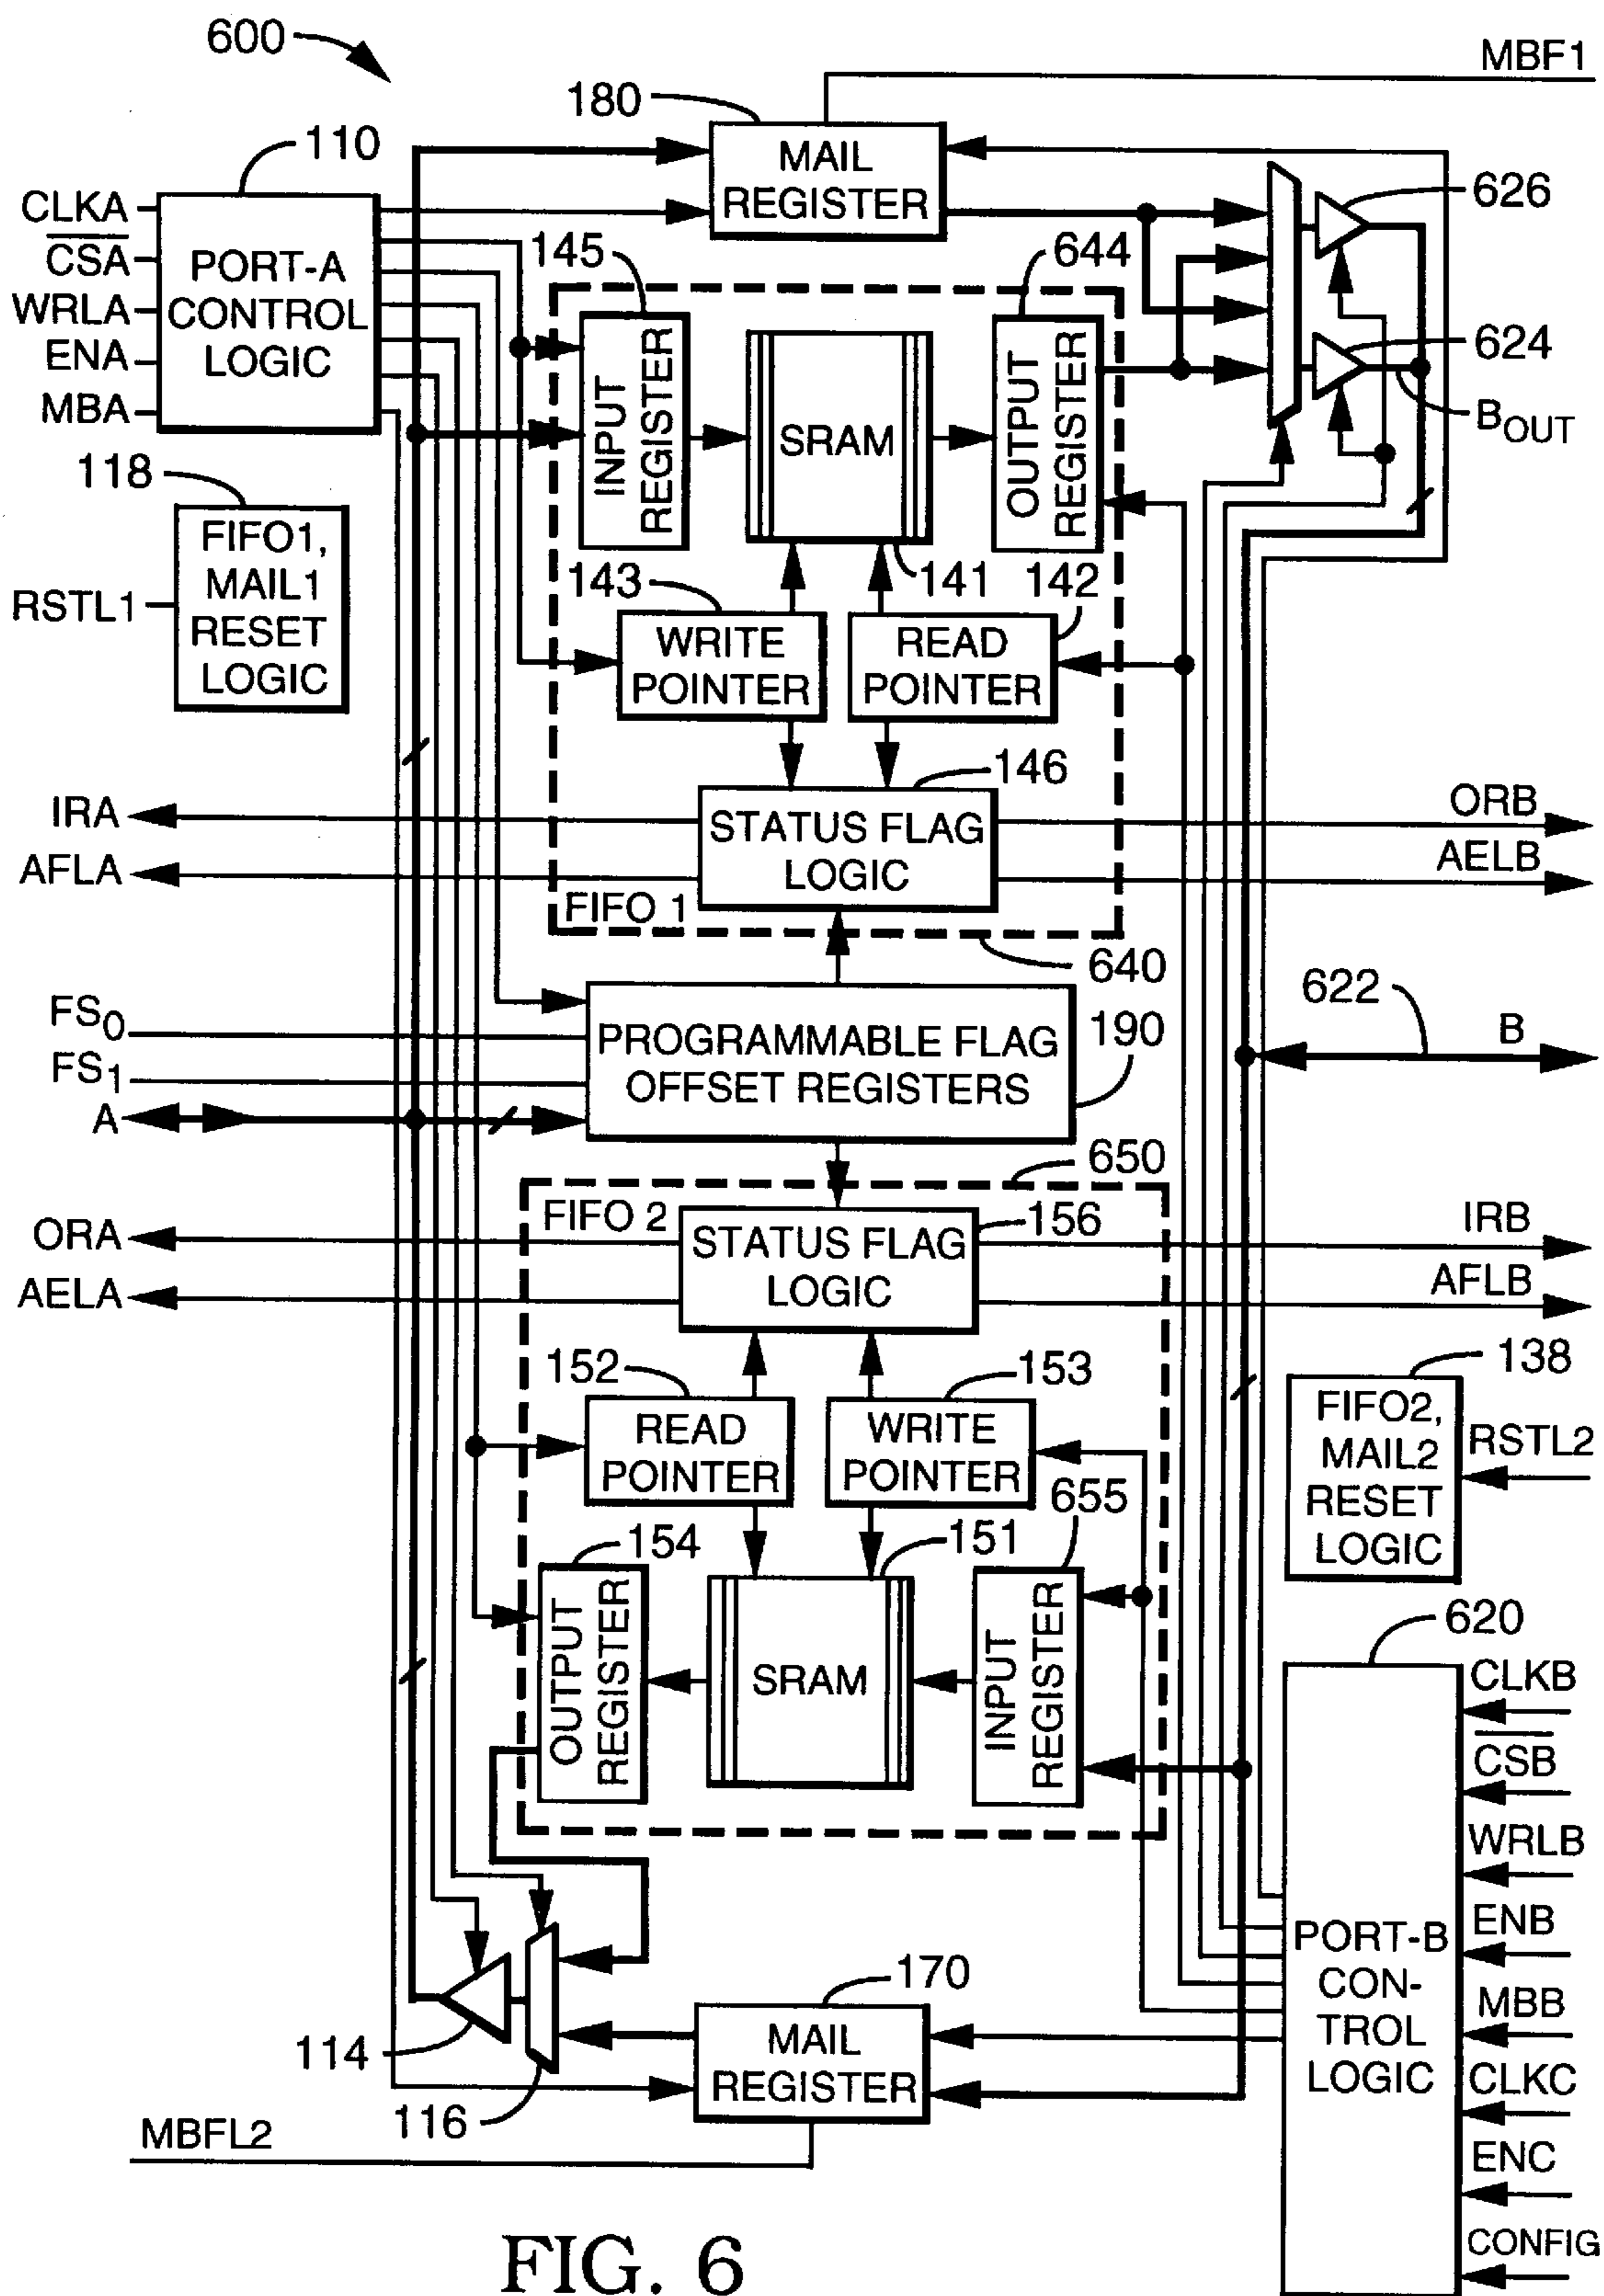 600
MBF1
180
MAIL
REGISTER
110
CLKA
CSA
WRLA
ENA
MBA
PORT-A
CONTROL
LOGIC
626
624
BOUT
145
644
INPUT
REGISTER
SRAM
OUTPUT
REGISTER
118
FIFO1,
MAIL1
RESET
LOGIC
RSTL1
143
141
142
WRITE
POINTER
READ
POINTER
146
IRA
AFLA
STATUS FLAG
LOGIC
ORB
AELB
FIFO 1
640
FS0
FS1
A
PROGRAMMABLE FLAG
OFFSET REGISTERS
190
622
B
650
FIFO 2
ORA
AELA
STATUS FLAG
LOGIC
156
IRB
AFLB
152
153
READ
POINTER
WRITE
POINTER
138
FIFO2,
MAIL2
RESET
LOGIC
RSTL2
154
151
655
OUTPUT
REGISTER
SRAM
INPUT
REGISTER
620
CLKB
CSB
WRLB
ENB
MBB
CLKC
ENC
CONFIG
PORT-B
CON-
TROL
LOGIC
170
MAIL
REGISTER
114
116
MBFL2
FIG. 6